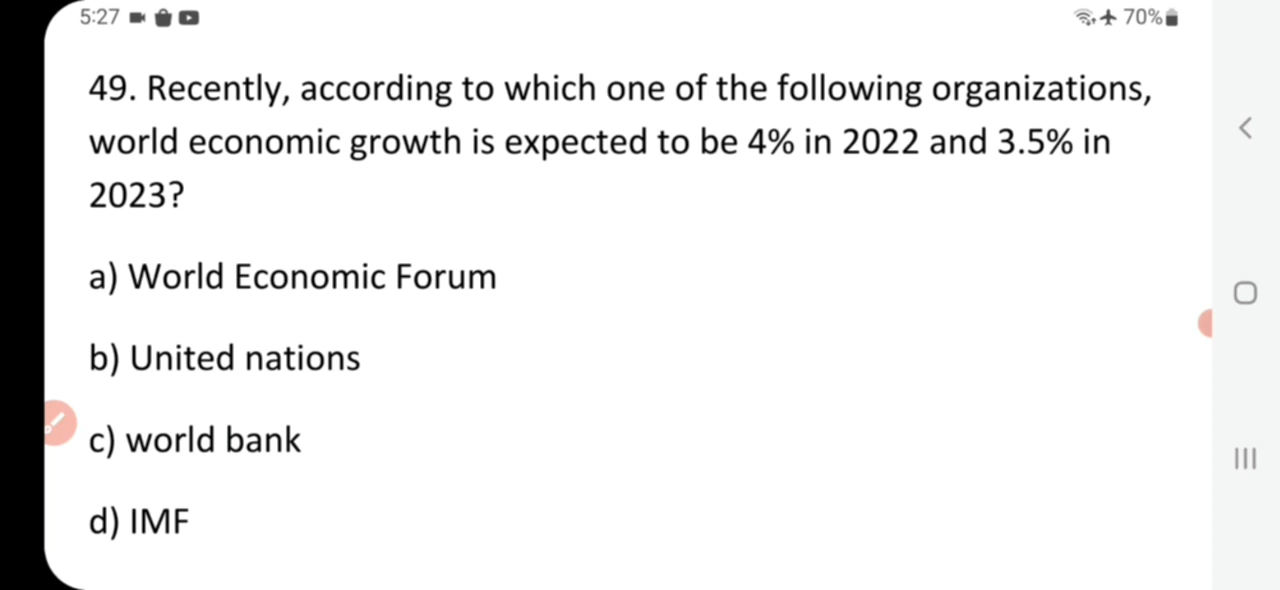 5:27
70%
49. Recently, according to which one of the following organizations,
world economic growth is expected to be 4% in 2022 and 3.5% in
2023?
a) World Economic Forum
b) United nations
c) world bank
d) IMF